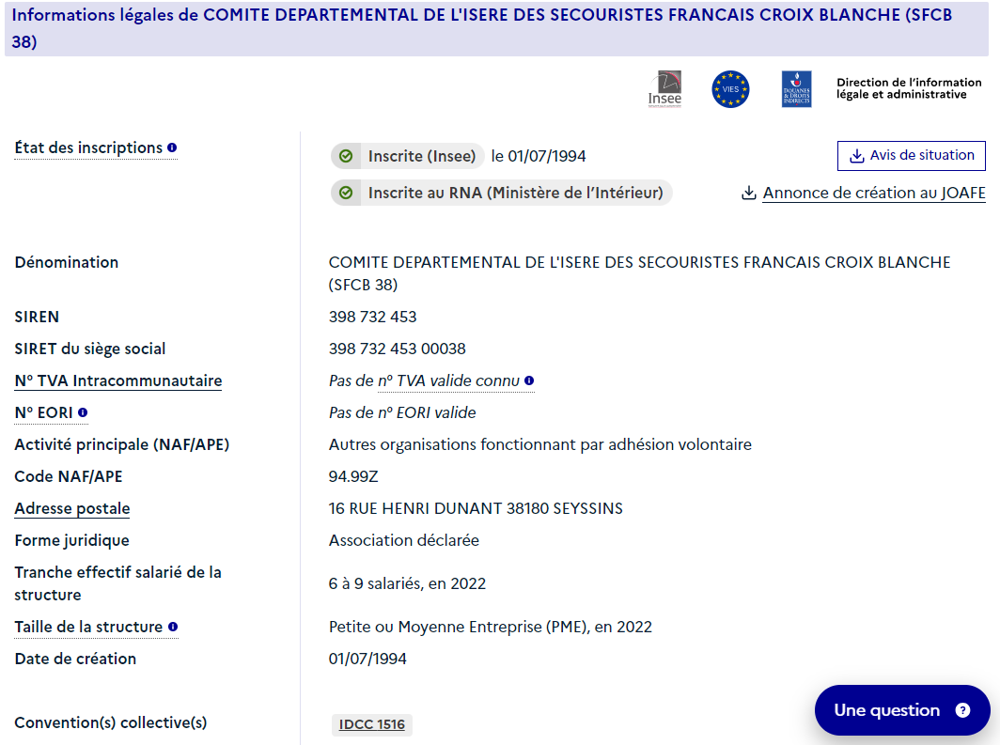 Informations légales de COMITE DEPARTEMENTAL DE L'ISERE DES SECOURISTES FRANCAIS CROIX BLANCHE (SFCB
38)
Insee
VIES
DOUANES
& DROITS
INDIRECTS
Direction de l'information
légale et administrative
État des inscriptions
Inscrite (Insee) le 01/07/1994
Avis de situation
Inscrite au RNA (Ministère de l'Intérieur)
Annonce de création au JOAFE
Dénomination
COMITE DEPARTEMENTAL DE L'ISERE DES SECOURISTES FRANCAIS CROIX BLANCHE
(SFCB 38)
SIREN
398 732 453
SIRET du siège social
398 732 453 00038
N° TVA Intracommunautaire
Pas de n° TVA valide connu
N° EORI
Pas de n° EORI valide
Activité principale (NAF/APE)
Autres organisations fonctionnant par adhésion volontaire
Code NAF/APE
94.99Z
Adresse postale
16 RUE HENRI DUNANT 38180 SEYSSINS
Forme juridique
Association déclarée
Tranche effectif salarié de la
structure
6 à 9 salariés, en 2022
Taille de la structure
Petite ou Moyenne Entreprise (PME), en 2022
Date de création
01/07/1994
Une question ?
Convention(s) collective(s)
IDCC 1516